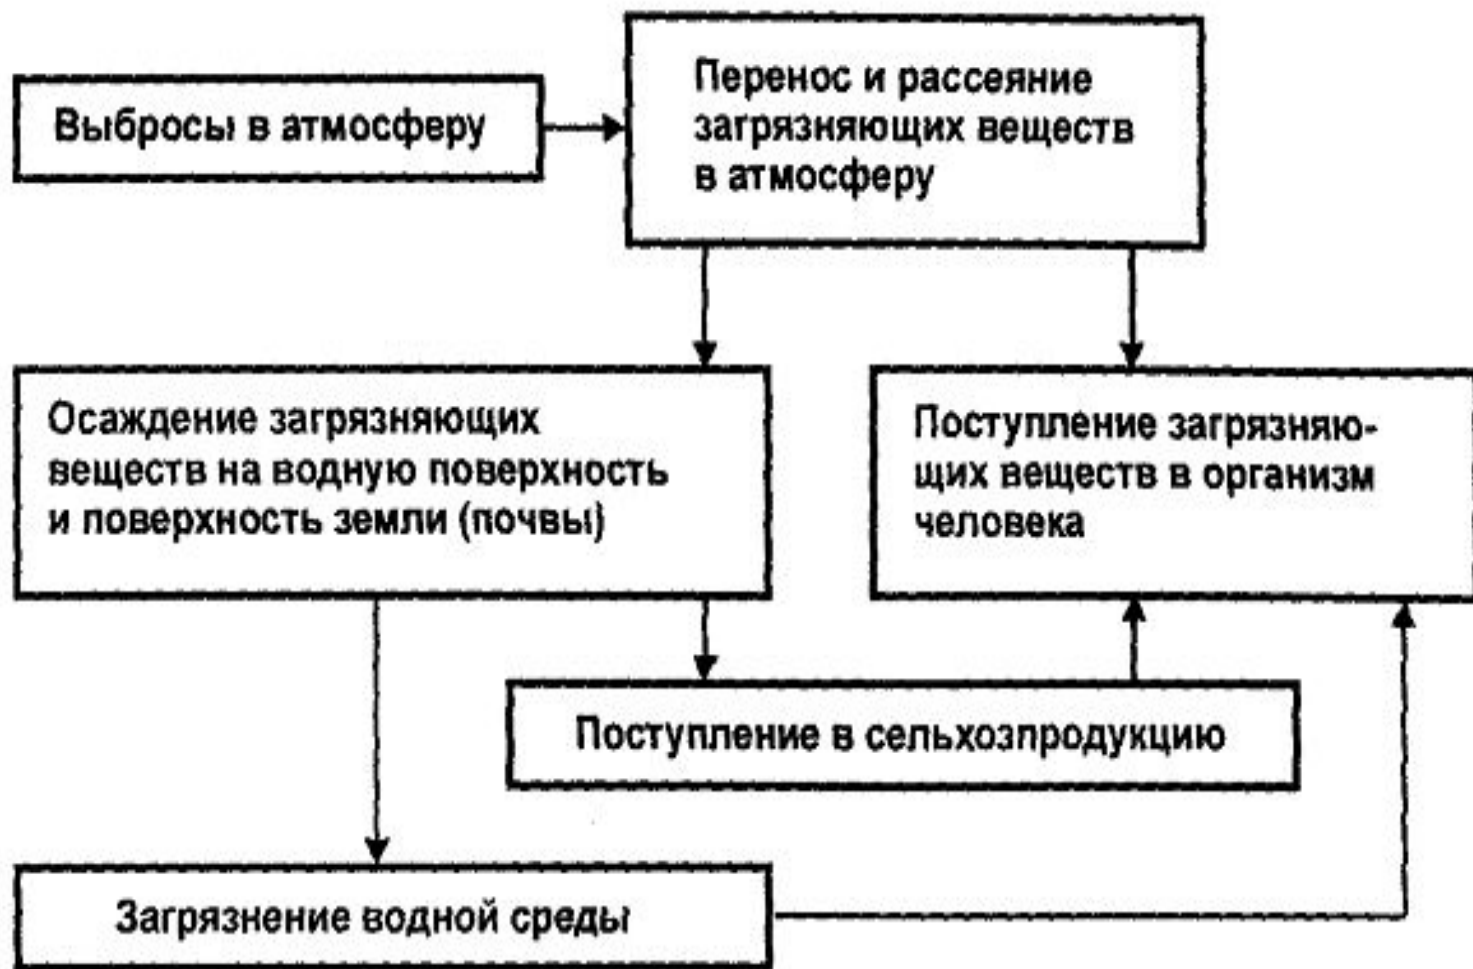 Выбросы в атмосферу
Перенос и рассеяние
загрязняющих веществ
в атмосферу
Осаждение загрязняющих
веществ на водную поверхность
и поверхность земли (почвы)
Поступление загрязняю-
щих веществ в организм
человека
Поступление в сельхозпродукцию
Загрязнение водной среды